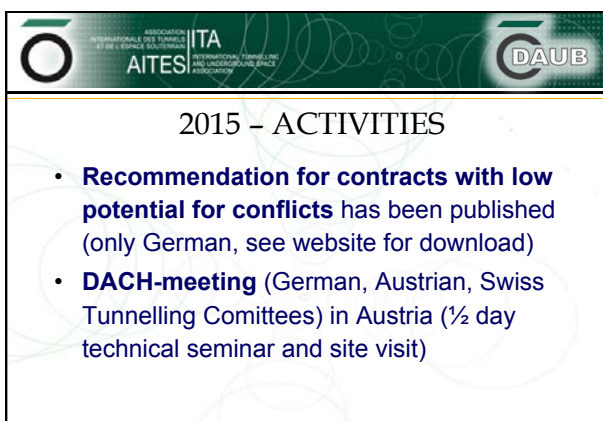 ASSOCIATION
INTERNATIONALE DES TUNNELS
ET DE L'ESPACE SOUTERRAIN
ITA
AITES
INTERNATIONAL TUNNELLING
AND UNDERGROUND SPACE
ASSOCIATION
DAUB
2015 – ACTIVITIES
• Recommendation for contracts with low
potential for conflicts has been published
(only German, see website for download)
• DACH-meeting (German, Austrian, Swiss
Tunnelling Comittees) in Austria (½ day
technical seminar and site visit)